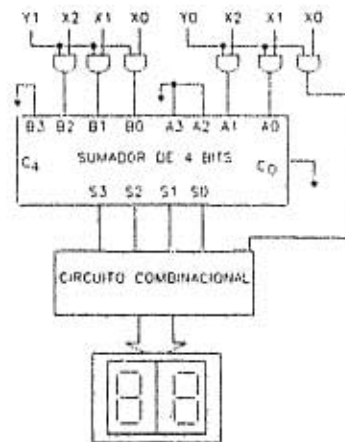 Y1 X2 X1 X0 Y0 X2 X1 X0
B3 B2 B1 B0 A3 A2 A1 A0
C4 SUMADOR DE 4 BITS C0
S3 S2 S1 S0
CIRCUITO COMBINACIONAL